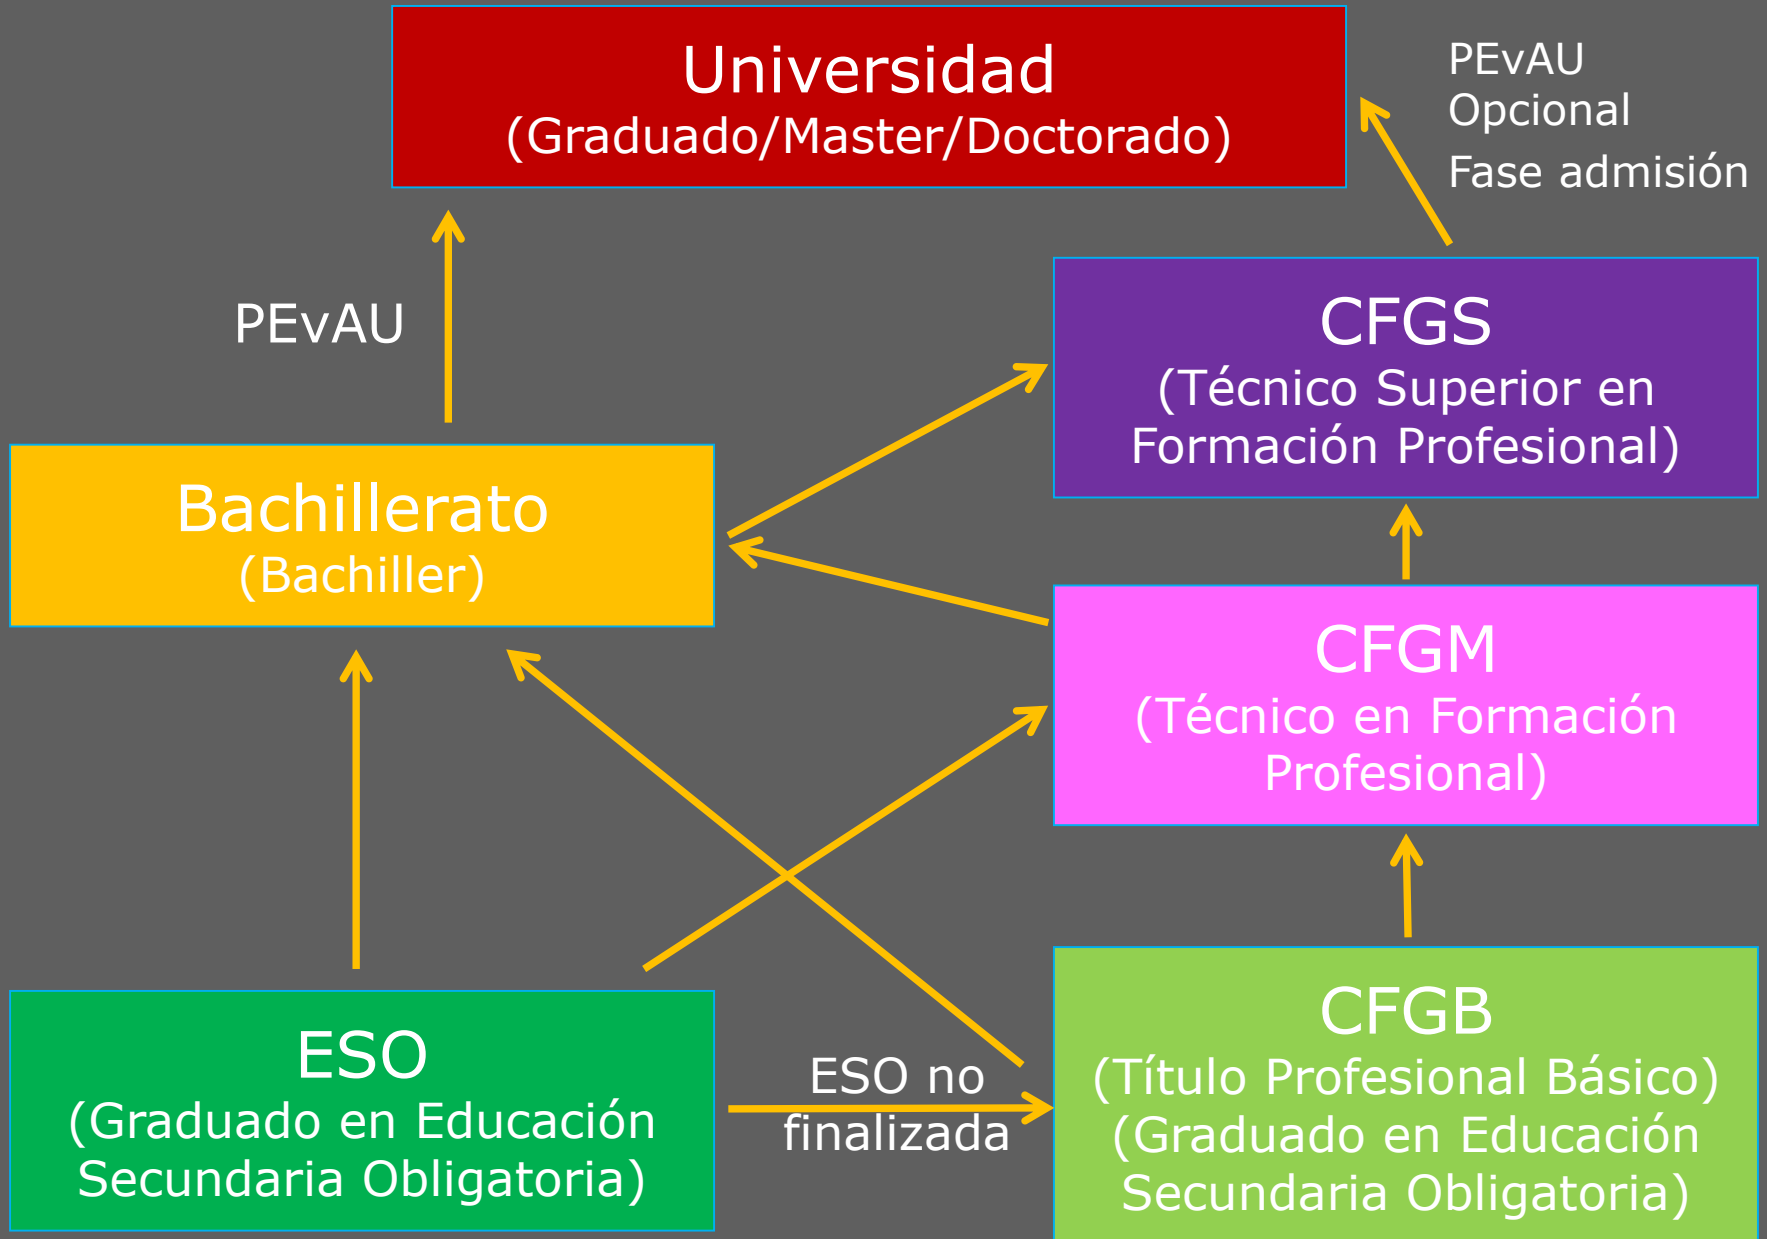 Universidad
(Graduado/Master/Doctorado)
PEvAU
Opcional
Fase admisión
PEvAU
CFGS
(Técnico Superior en
Formación Profesional)
Bachillerato
(Bachiller)
CFGM
(Técnico en Formación
Profesional)
ESO
(Graduado en Educación
Secundaria Obligatoria)
ESO no
finalizada
CFGB
(Título Profesional Básico)
(Graduado en Educación
Secundaria Obligatoria)